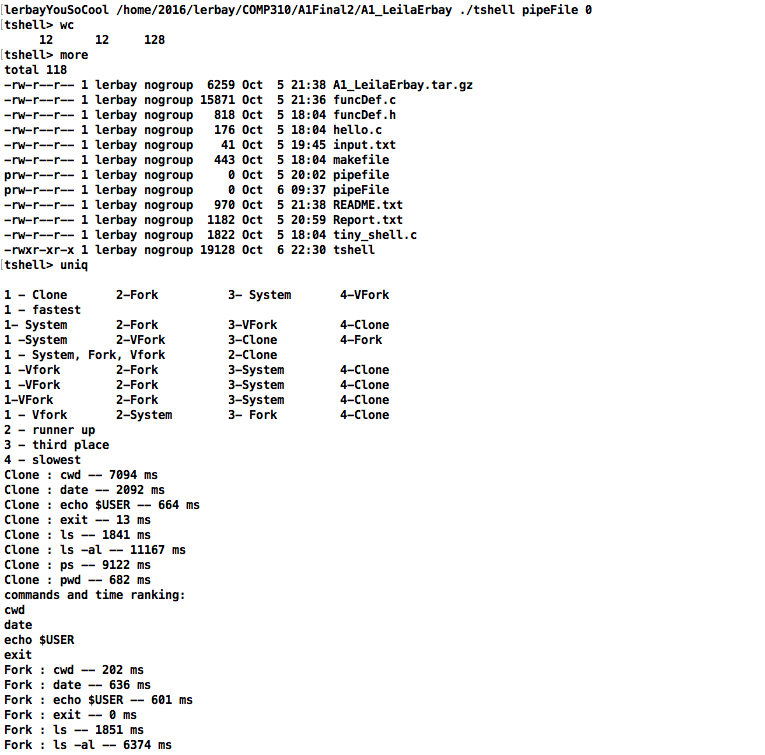 lerbayYouSoCool /home/2016/lerbay/COMP310/A1Final2/A1_LeilaErbay ./tshell pipeFile 0
[tshell> wc
     12      12     128
[tshell> more
total 118
-rw-r--r-- 1 lerbay nogroup  6259 Oct  5 21:38 A1_LeilaErbay.tar.gz
-rw-r--r-- 1 lerbay nogroup 15871 Oct  5 21:36 funcDef.c
-rw-r--r-- 1 lerbay nogroup   818 Oct  5 18:04 funcDef.h
-rw-r--r-- 1 lerbay nogroup   176 Oct  5 18:04 hello.c
-rw-r--r-- 1 lerbay nogroup    41 Oct  5 19:45 input.txt
-rw-r--r-- 1 lerbay nogroup   443 Oct  5 18:04 makefile
prw-r--r-- 1 lerbay nogroup     0 Oct  5 20:02 pipefile
prw-r--r-- 1 lerbay nogroup     0 Oct  6 09:37 pipeFile
-rw-r--r-- 1 lerbay nogroup   970 Oct  5 21:38 README.txt
-rw-r--r-- 1 lerbay nogroup  1182 Oct  5 20:59 Report.txt
-rw-r--r-- 1 lerbay nogroup  1822 Oct  5 18:04 tiny_shell.c
-rwxr-xr-x 1 lerbay nogroup 19128 Oct  6 22:30 tshell
[tshell> uniq
1 - Clone       2-Fork          3- System       4-VFork
1 - fastest
1- System       2-Fork          3-VFork         4-Clone
1 -System       2-VFork         3-Clone         4-Fork
1 - System, Fork, Vfork         2-Clone
1 -Vfork        2-Fork          3-System        4-Clone
1 -VFork        2-Fork          3-System        4-Clone
1-VFork         2-Fork          3-System        4-Clone
1 - Vfork       2-System        3- Fork         4-Clone
2 - runner up
3 - third place
4 - slowest
Clone : cwd -- 7094 ms
Clone : date -- 2092 ms
Clone : echo $USER -- 664 ms
Clone : exit -- 13 ms
Clone : ls -- 1841 ms
Clone : ls -al -- 11167 ms
Clone : ps -- 9122 ms
Clone : pwd -- 682 ms
commands and time ranking:
cwd
date
echo $USER
exit
Fork : cwd -- 202 ms
Fork : date -- 636 ms
Fork : echo $USER -- 601 ms
Fork : exit -- 0 ms
Fork : ls -- 1851 ms
Fork : ls -al -- 6374 ms